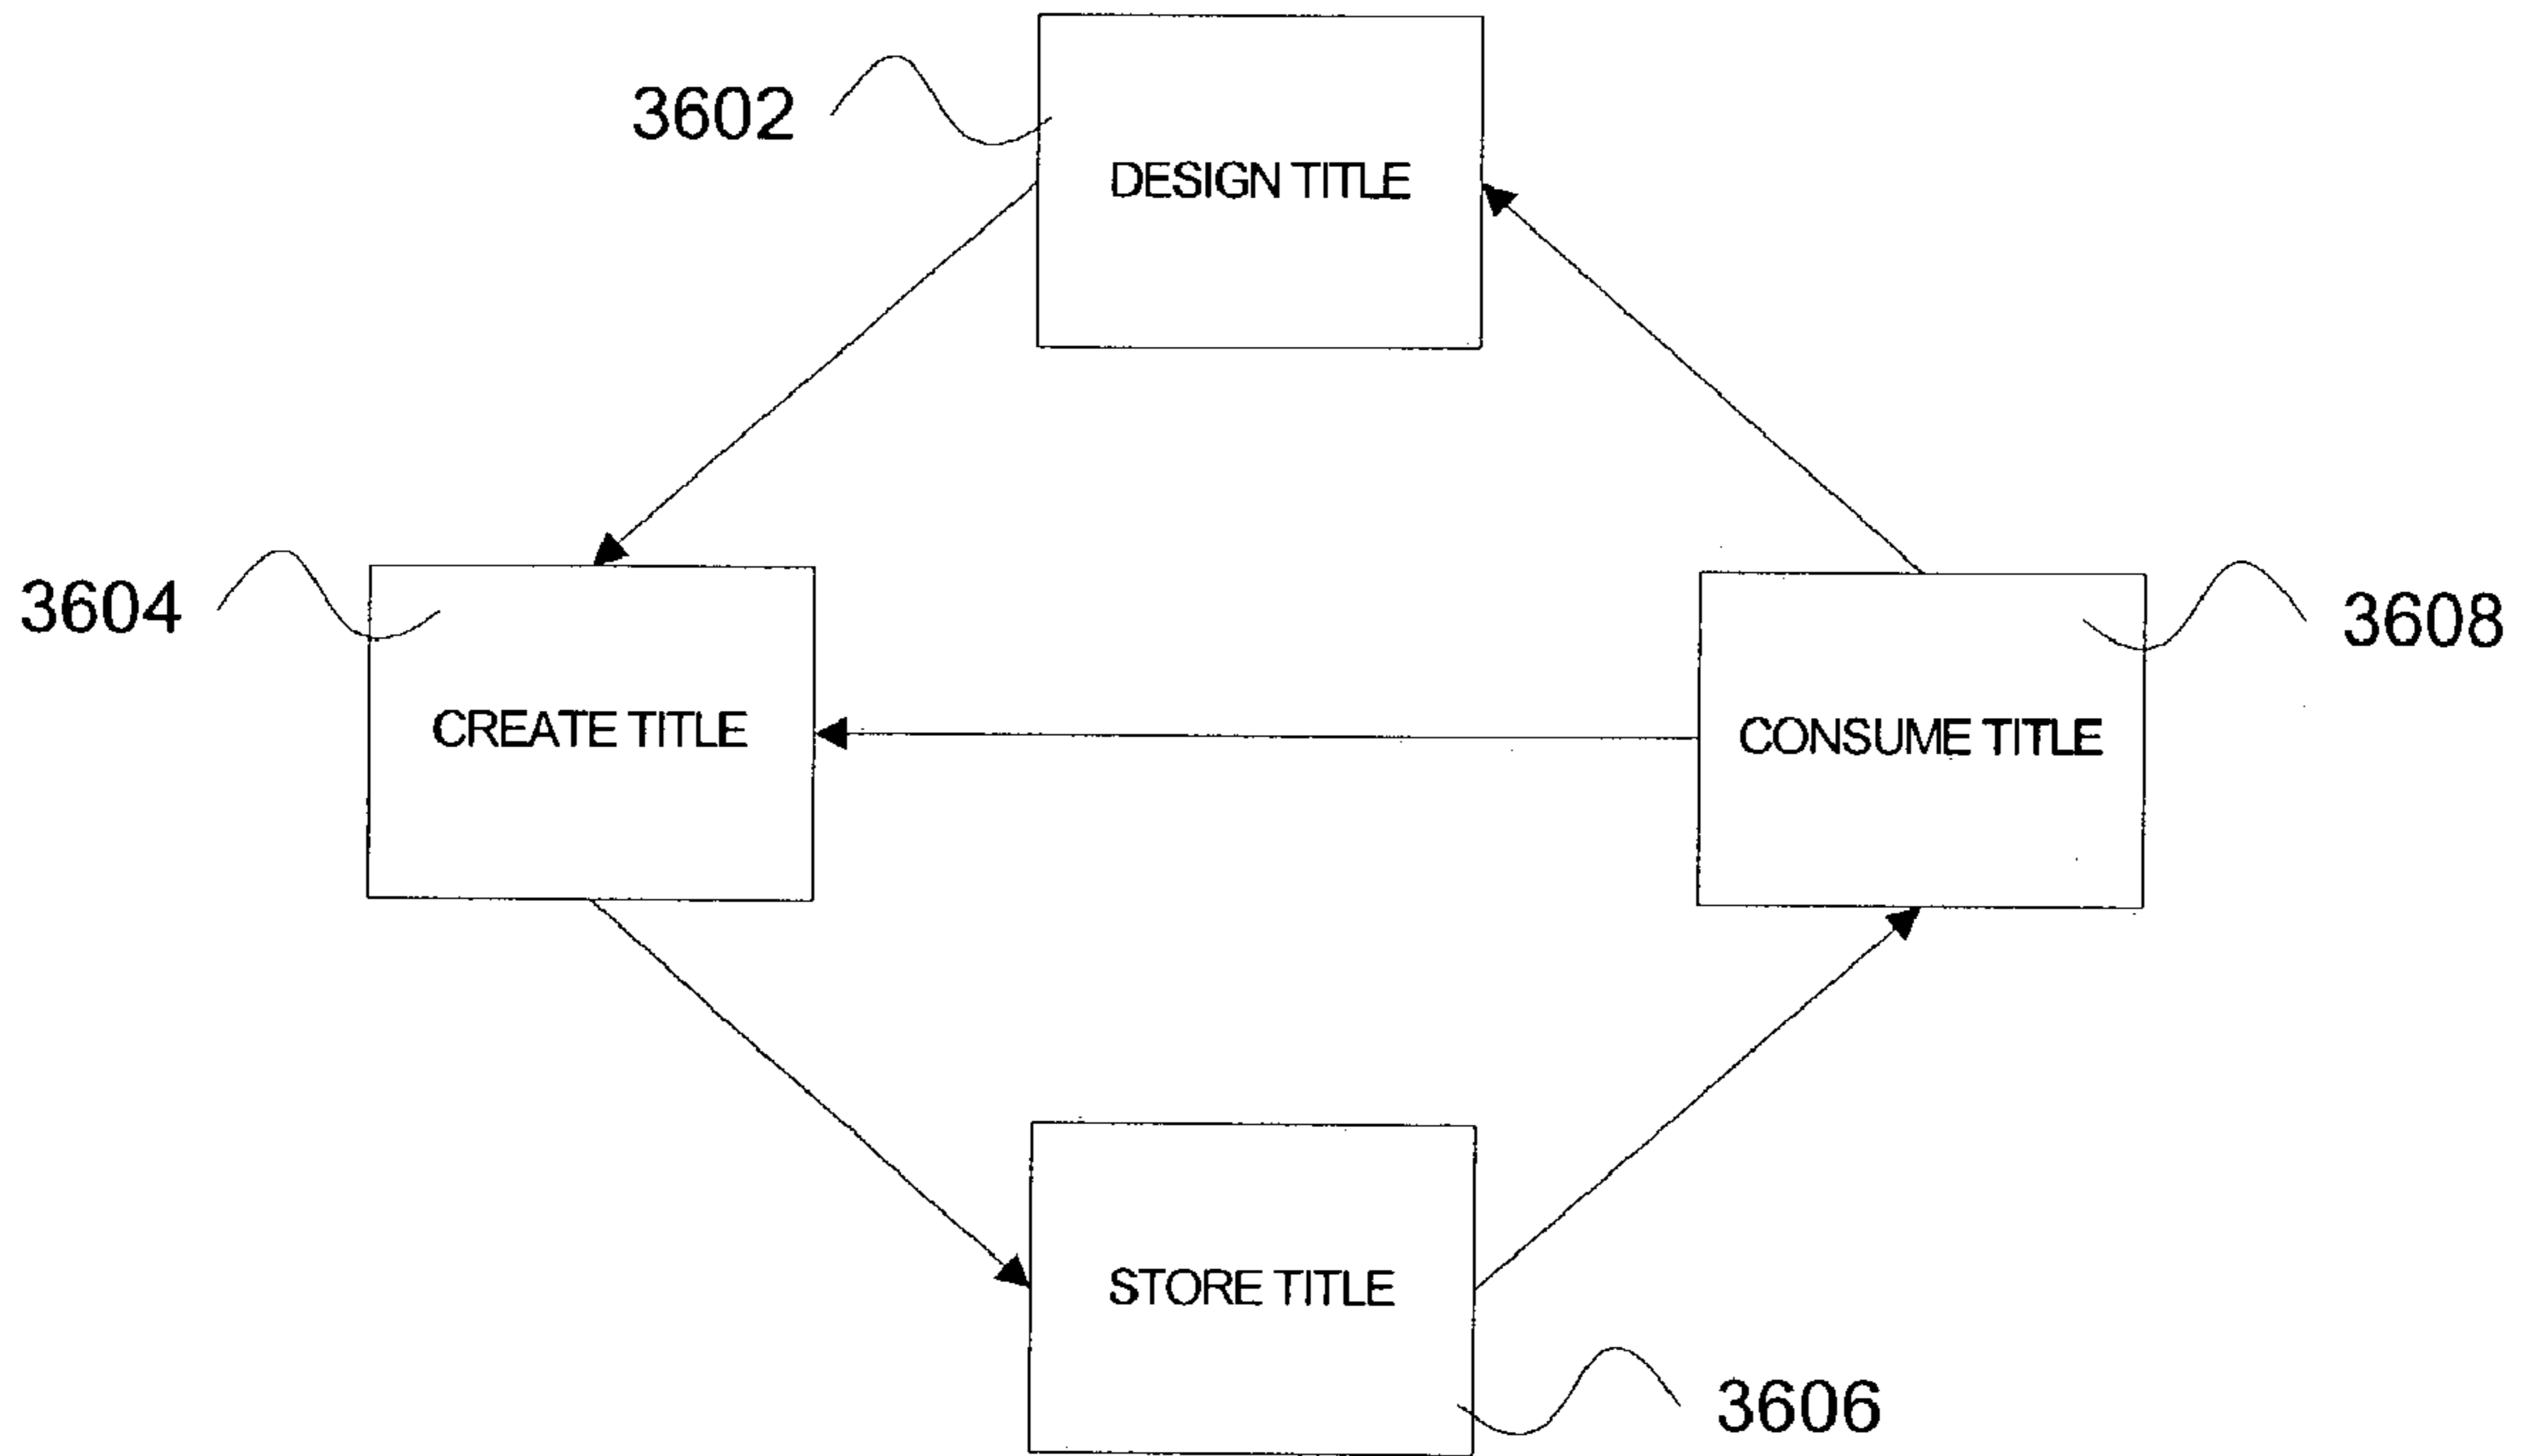 3602
DESIGN TITLE
3604
CREATE TITLE
3608
CONSUME TITLE
STORE TITLE
3606